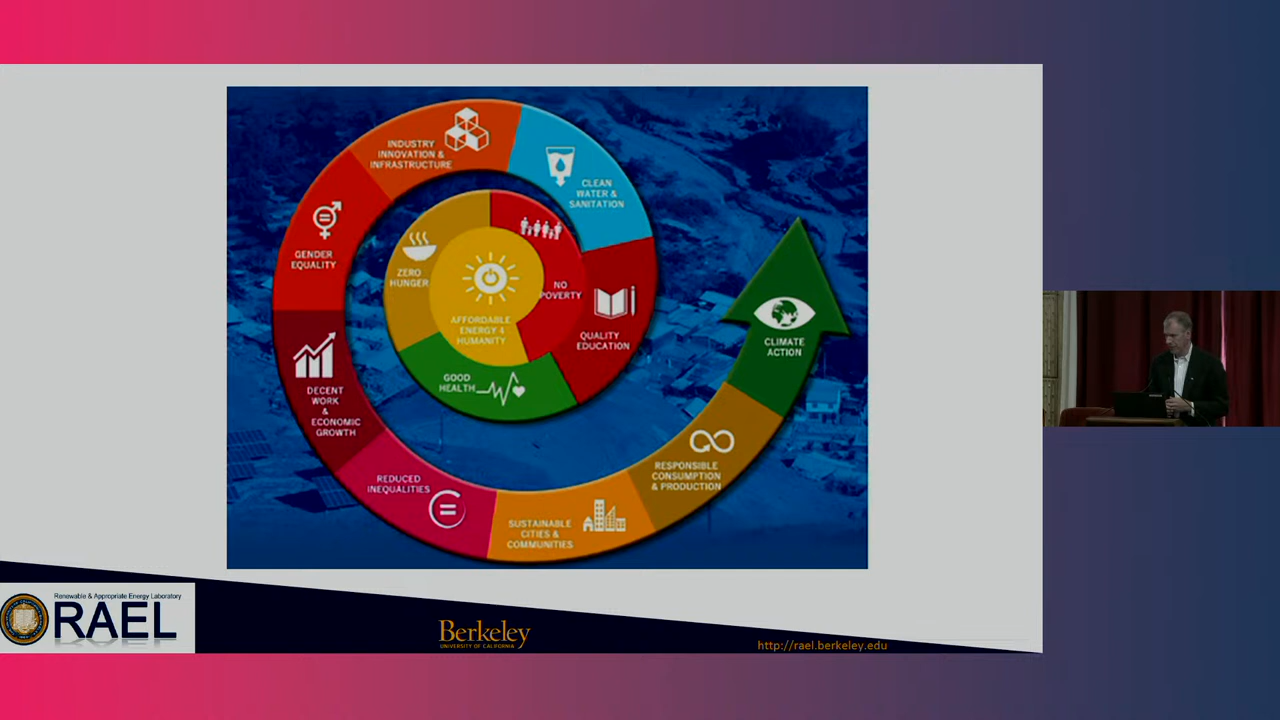 INDUSTRY
INNOVATION &
INFRASTRUCTURE
CLEAN
WATER &
SANITATION
GENDER
EQUALITY
ZERO
HUNGER
NO
POVERTY
AFFORDABLE
ENERGY 4
HUMANITY
QUALITY
EDUCATION
GOOD
HEALTH
CLIMATE
ACTION
DECENT
WORK
&
ECONOMIC
GROWTH
REDUCED
INEQUALITIES
RESPONSIBLE
CONSUMPTION
& PRODUCTION
SUSTAINABLE
CITIES &
COMMUNITIES
Renewable & Appropriate Energy Laboratory
RAEL
Berkeley
UNIVERSITY OF CALIFORNIA
http://rael.berkeley.edu